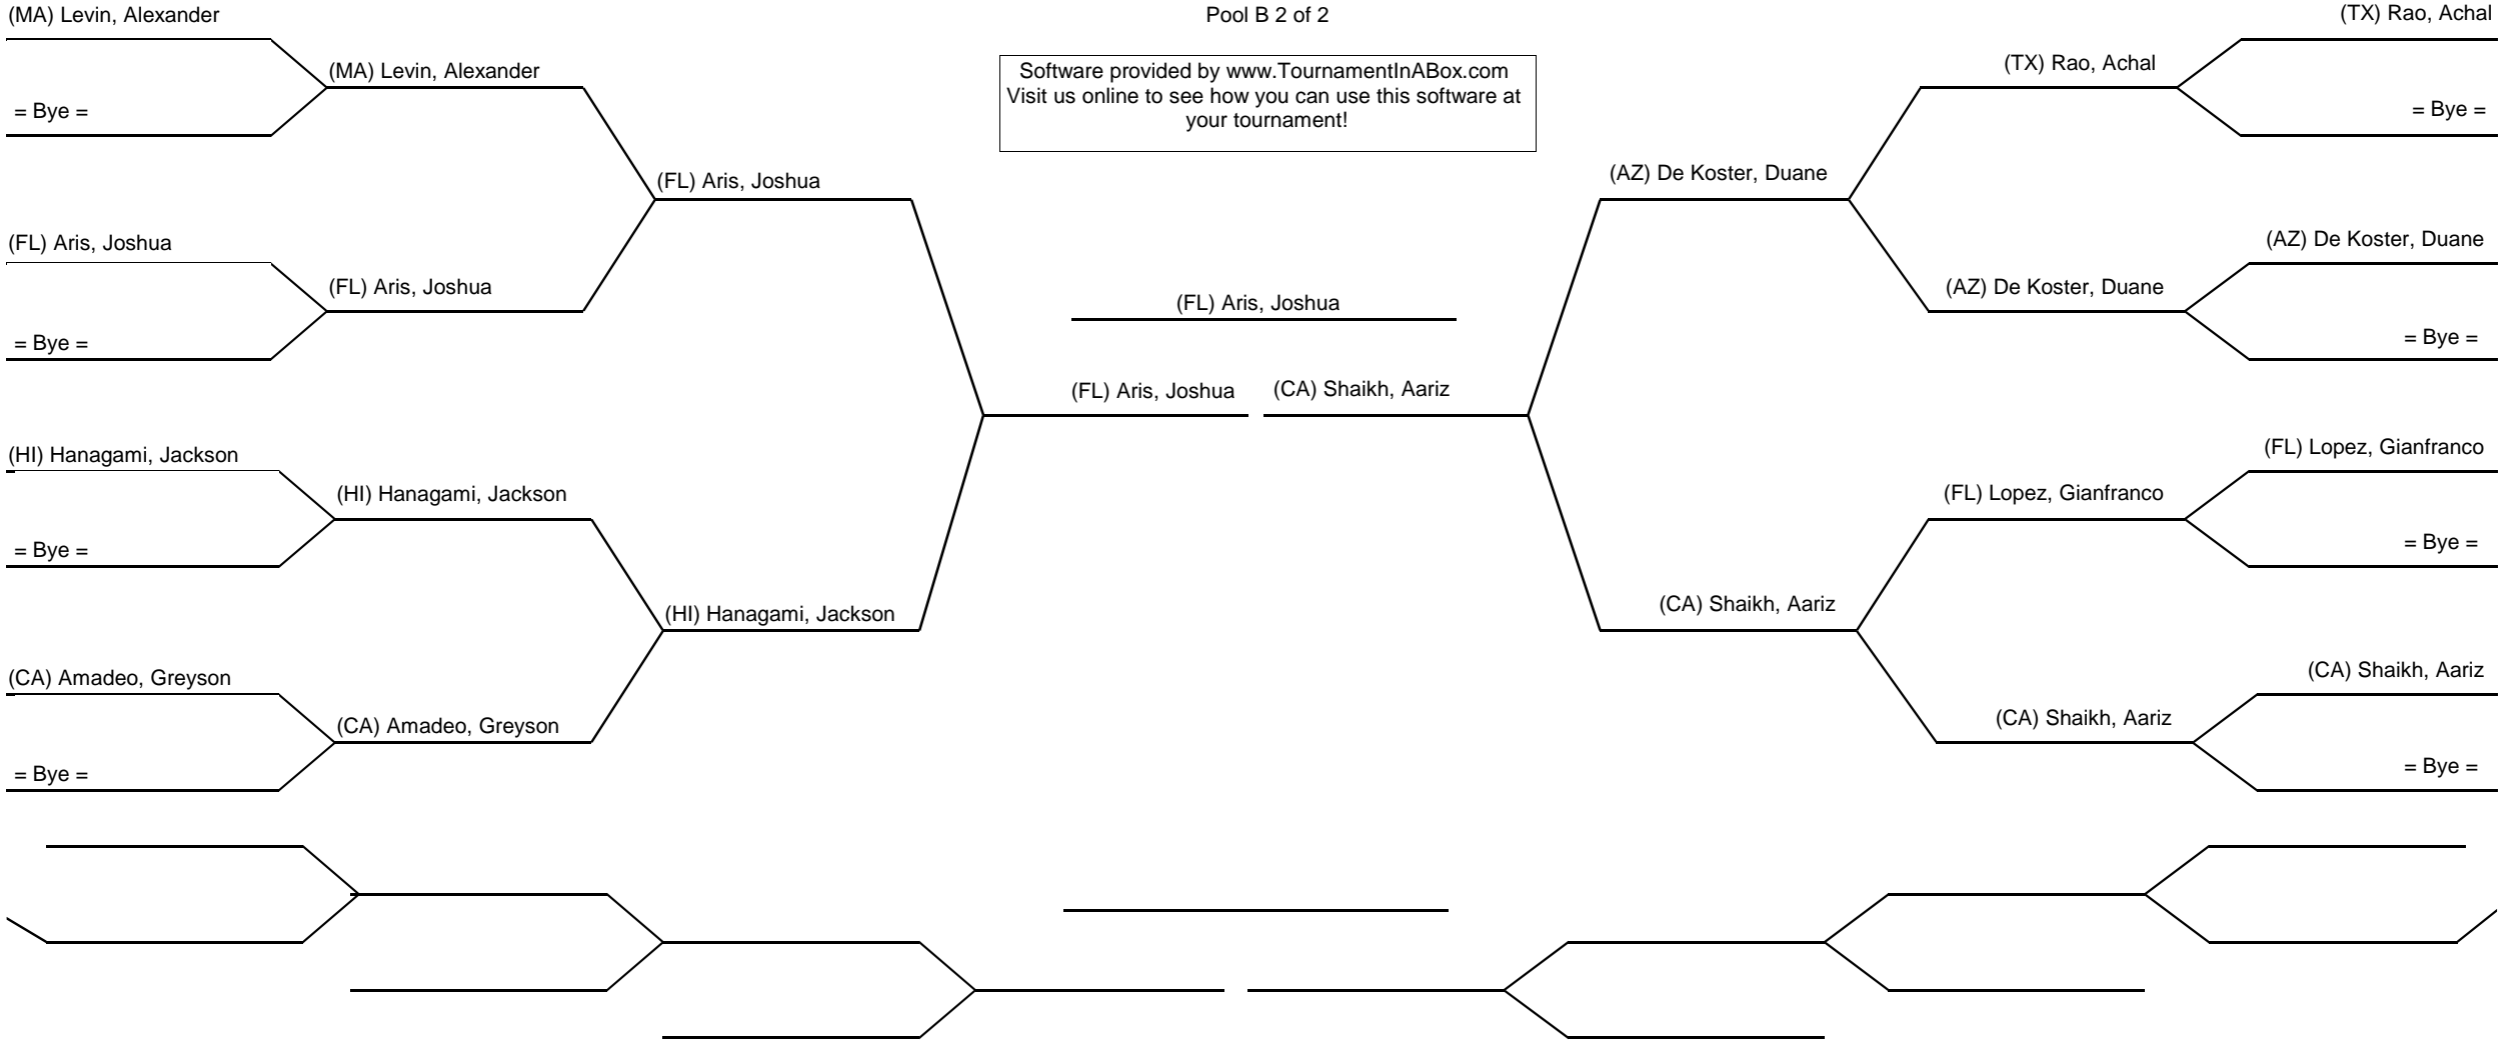 (MA) Levin, Alexander
= Bye =
(FL) Aris, Joshua
= Bye =
(HI) Hanagami, Jackson
= Bye =
(CA) Amadeo, Greyson
= Bye =
(MA) Levin, Alexander
(FL) Aris, Joshua
(HI) Hanagami, Jackson
(CA) Amadeo, Greyson
(FL) Aris, Joshua
(HI) Hanagami, Jackson
Pool B 2 of 2
Software provided by www.TournamentInABox.com
Visit us online to see how you can use this software at
your tournament!
(FL) Aris, Joshua
(FL) Aris, Joshua
(CA) Shaikh, Aariz
(AZ) De Koster, Duane
(CA) Shaikh, Aariz
(TX) Rao, Achal
(AZ) De Koster, Duane
(FL) Lopez, Gianfranco
(CA) Shaikh, Aariz
(TX) Rao, Achal
= Bye =
(AZ) De Koster, Duane
= Bye =
(FL) Lopez, Gianfranco
= Bye =
(CA) Shaikh, Aariz
= Bye =